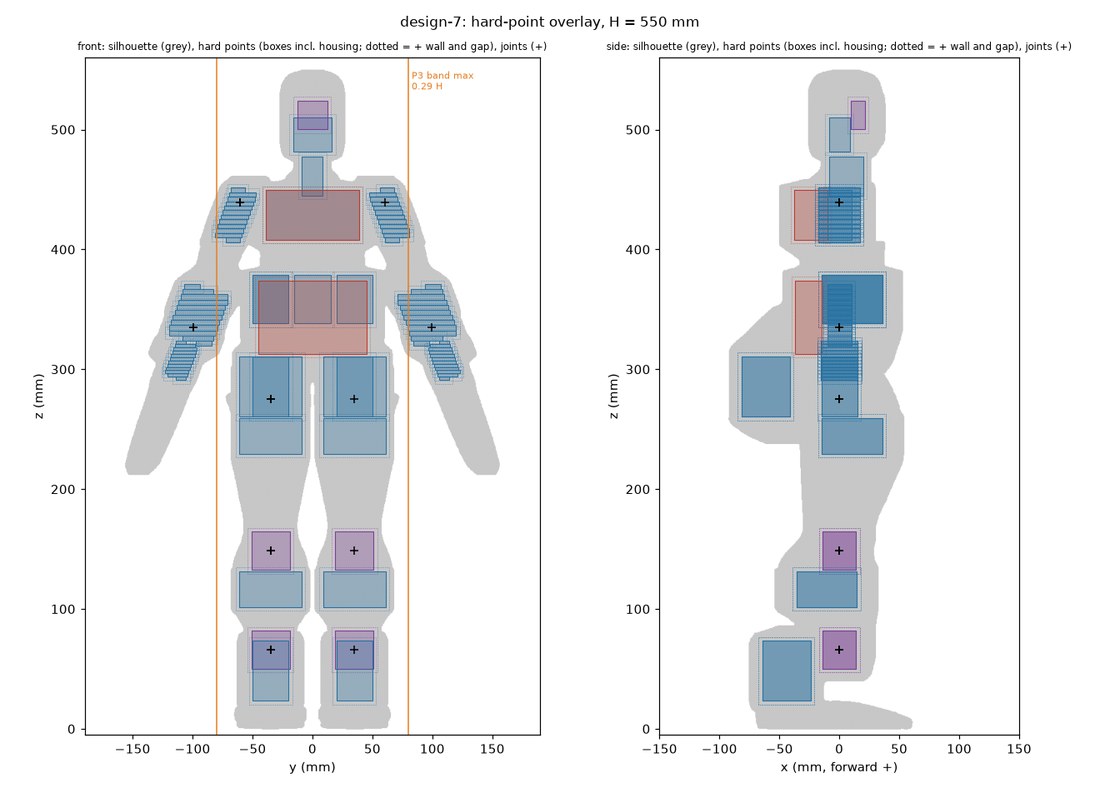 design-7: hard-point overlay, H = 550 mm
front: silhouette (grey), hard points (boxes incl. housing; dotted = + wall and gap), joints (+)
side: silhouette (grey), hard points (boxes incl. housing; dotted = + wall and gap), joints (+)
P3 band max
0.29 H
500
400
300
200
100
0
z (mm)
−150
−100
−50
0
50
100
150
y (mm)
500
400
300
200
100
0
z (mm)
−150
−100
−50
0
50
100
150
x (mm, forward +)